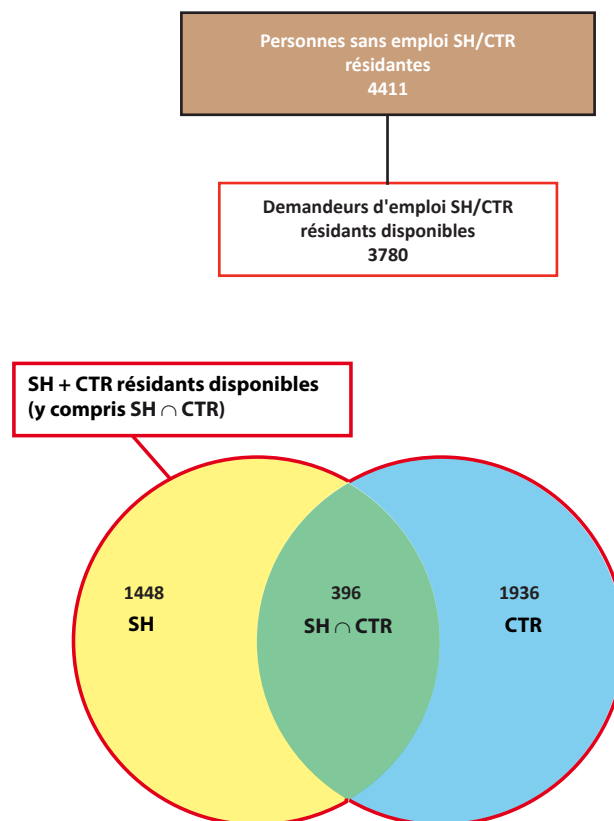 Personnes sans emploi SH/CTR
résidantes
4411
Demandeurs d'emploi SH/CTR
résidants disponibles
3780
SH + CTR résidants disponibles
(y compris SH ∩ CTR)
1448
SH
396
SH ∩ CTR
1936
CTR